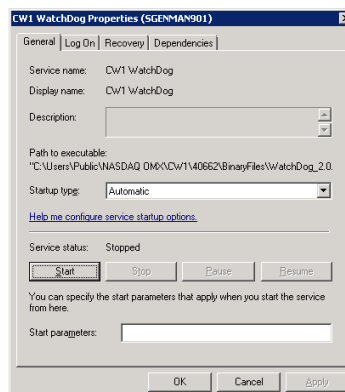 CW1 WatchDog Properties (SGENMAN901)
General Log On Recovery Dependencies
Service name: CW1 WatchDog
Display name: CW1 WatchDog
Description:
Path to executable:
"C:\Users\Public\NASDAQ OMX\CW1\40662\BinaryFiles\WatchDog_2.0.
Startup type: Automatic
Help me configure service startup options.
Service status: Stopped
Start Stop Pause Resume
You can specify the start parameters that apply when you start the service
from here.
Start parameters:
OK Cancel Apply